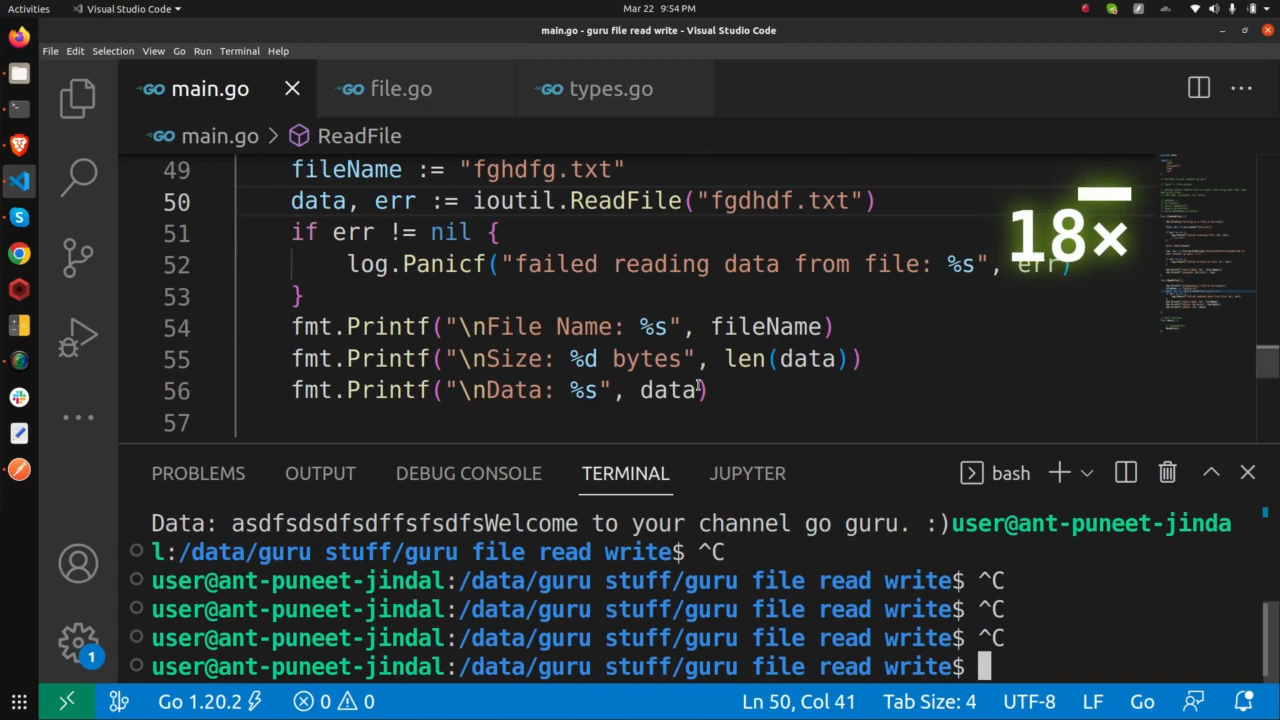 Activities
Visual Studio Code
Mar 22 9:54 PM
main.go - guru file read write - Visual Studio Code
File Edit Selection View Go Run Terminal Help
GO main.go
GO file.go
GO types.go
GO main.go > ReadFile
49 fileName := "fghdfg.txt"
50 data, err := ioutil.ReadFile("fgdhdf.txt")
51 if err != nil {
52 log.Panicf("failed reading data from file: %s", err)
53 }
54 fmt.Printf("\nFile Name: %s", fileName)
55 fmt.Printf("\nSize: %d bytes", len(data))
56 fmt.Printf("\nData: %s", data)
57
18×
PROBLEMS OUTPUT DEBUG CONSOLE TERMINAL JUPYTER
bash
Data: asdfsdsdfsdffsfsdfsWelcome to your channel go guru. :)user@ant-puneet-jinda
l:/data/guru stuff/guru file read write$ ^C
user@ant-puneet-jindal:/data/guru stuff/guru file read write$ ^C
user@ant-puneet-jindal:/data/guru stuff/guru file read write$ ^C
user@ant-puneet-jindal:/data/guru stuff/guru file read write$ ^C
user@ant-puneet-jindal:/data/guru stuff/guru file read write$
1
Go 1.20.2
0
0
Ln 50, Col 41
Tab Size: 4
UTF-8
LF
Go